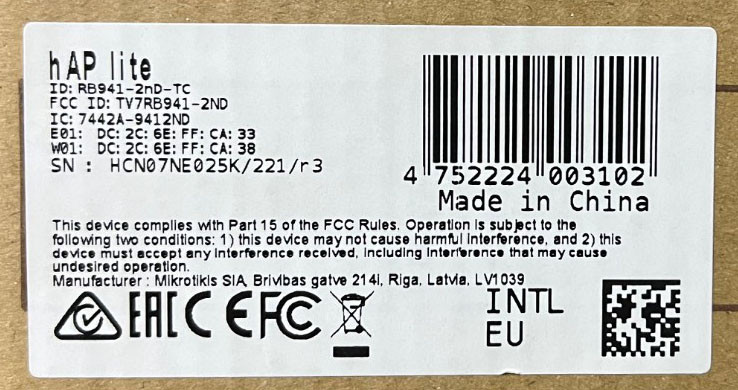 hAP lite
ID: RB941-2nD-TC
FCC ID: TV7RB941-2ND
IC: 7442A-9412ND
E01: DC:2C:6E:FF:CA:33
W01: DC:2C:6E:FF:CA:38
SN : HCN07NE025K/221/r3
4 752224 003102
Made in China
This device complies with Part 15 of the FCC Rules. Operation is subject to the
following two conditions: 1) this device may not cause harmful interference, and 2) this
device must accept any interference received, including interference that may cause
undesired operation.
Manufacturer : Mikrotikls SIA, Brivibas gatve 214i, Riga, Latvia, LV1039
EAC CE FC
INTL
EU